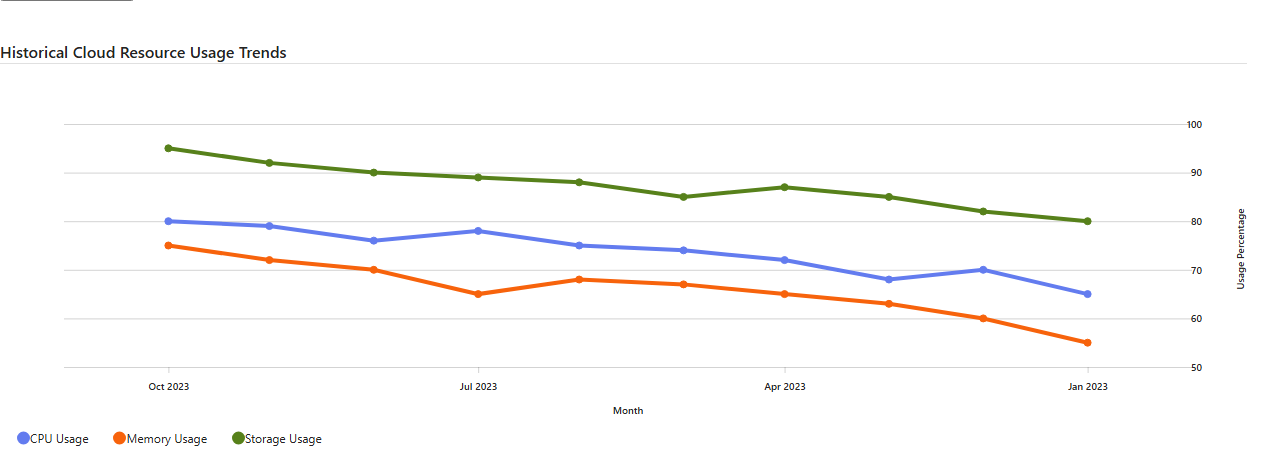 Historical Cloud Resource Usage Trends
100
90
80
70
60
50
Usage Percentage
Oct 2023
Jul 2023
Apr 2023
Jan 2023
Month
CPU Usage
Memory Usage
Storage Usage